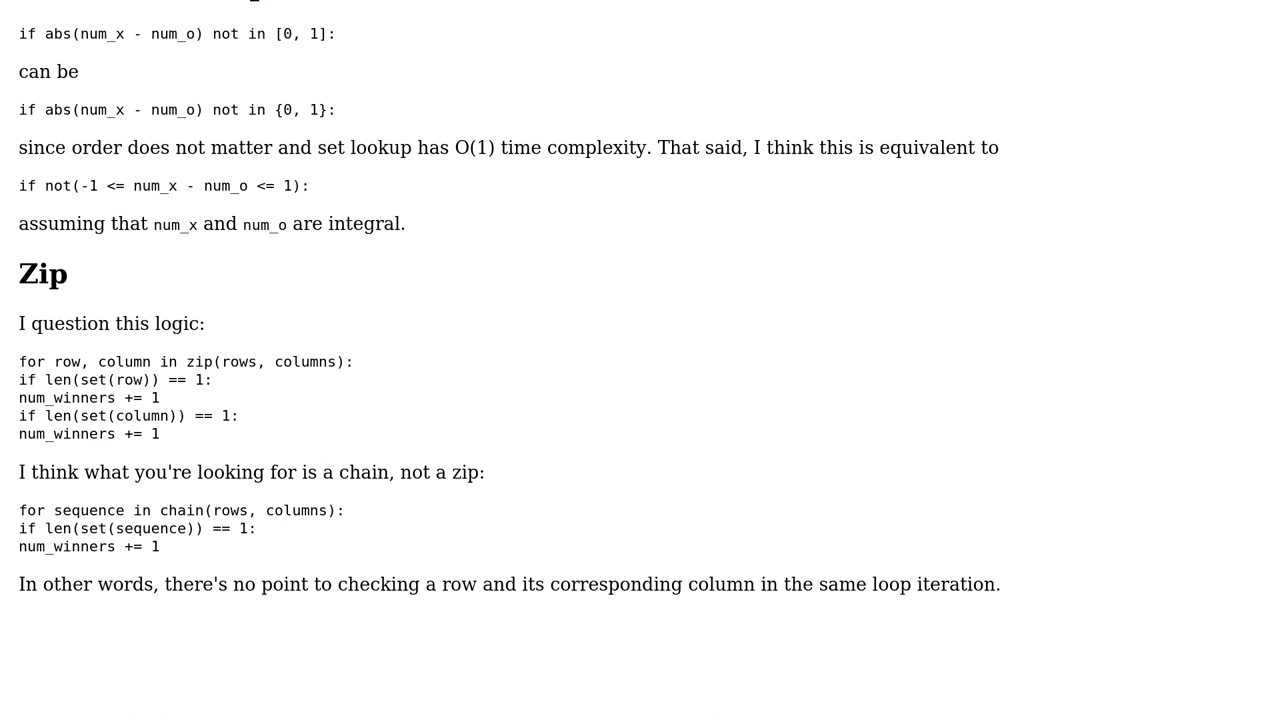 if abs(num_x - num_o) not in [0, 1]:
can be
if abs(num_x - num_o) not in {0, 1}:
since order does not matter and set lookup has O(1) time complexity. That said, I think this is equivalent to
if not(-1 <= num_x - num_o <= 1):
assuming that num_x and num_o are integral.
Zip
I question this logic:
for row, column in zip(rows, columns):
if len(set(row)) == 1:
num_winners += 1
if len(set(column)) == 1:
num_winners += 1
I think what you're looking for is a chain, not a zip:
for sequence in chain(rows, columns):
if len(set(sequence)) == 1:
num_winners += 1
In other words, there's no point to checking a row and its corresponding column in the same loop iteration.